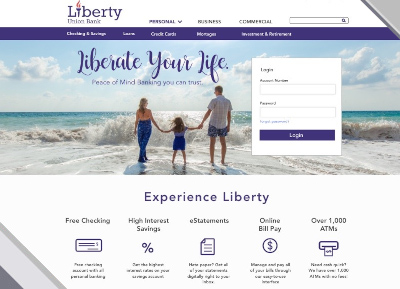 Liberty
Union Bank
PERSONAL
BUSINESS
COMMERCIAL
Checking & Savings
Loans
Credit Cards
Mortages
Investment & Retirement
Liberate Your Life.
Peace of Mind Banking you can trust.
Login
Account Number
Password
Forgot password?
Login
Experience Liberty
Free Checking
High Interest
Savings
eStatements
Online
Bill Pay
Over 1,000
ATMs
Free checking
account with all
personal banking
Get the highest
interest rates on your
savings account
Hate paper? Get all
of your statements
digitally right to your
inbox
Manage and pay all
of your bills through
our easy-to-use
interface
Need cash quick?
We have over 1,000
ATMs with no fees!